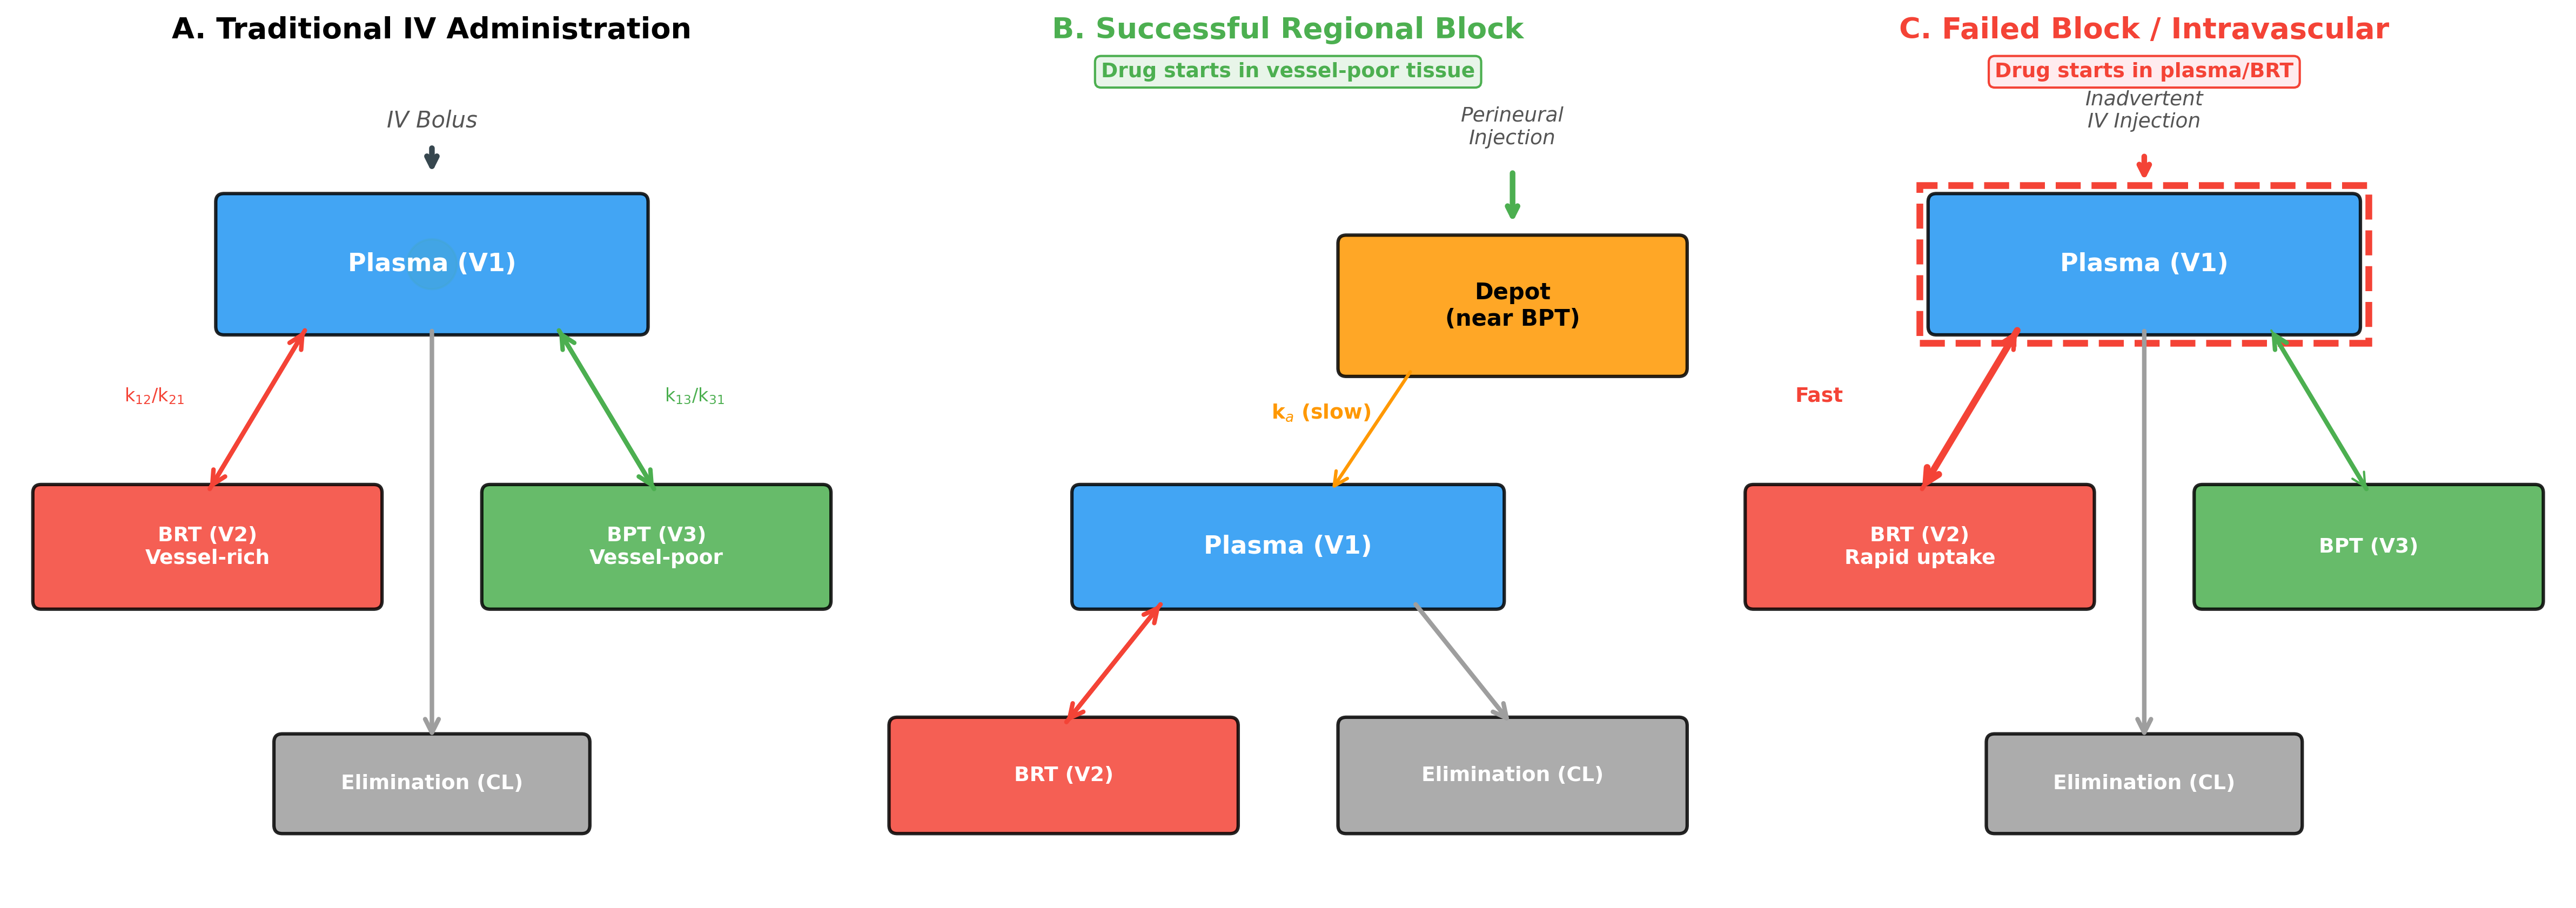 A. Traditional IV Administration
IV Bolus
Plasma (V1)
k₁₂/k₂₁
k₁₃/k₃₁
BRT (V2)
Vessel-rich
BPT (V3)
Vessel-poor
Elimination (CL)
B. Successful Regional Block
Drug starts in vessel-poor tissue
Perineural
Injection
Depot
(near BPT)
kₐ (slow)
Plasma (V1)
BRT (V2)
Elimination (CL)
C. Failed Block / Intravascular
Drug starts in plasma/BRT
Inadvertent
IV Injection
Plasma (V1)
Fast
BRT (V2)
Rapid uptake
BPT (V3)
Elimination (CL)